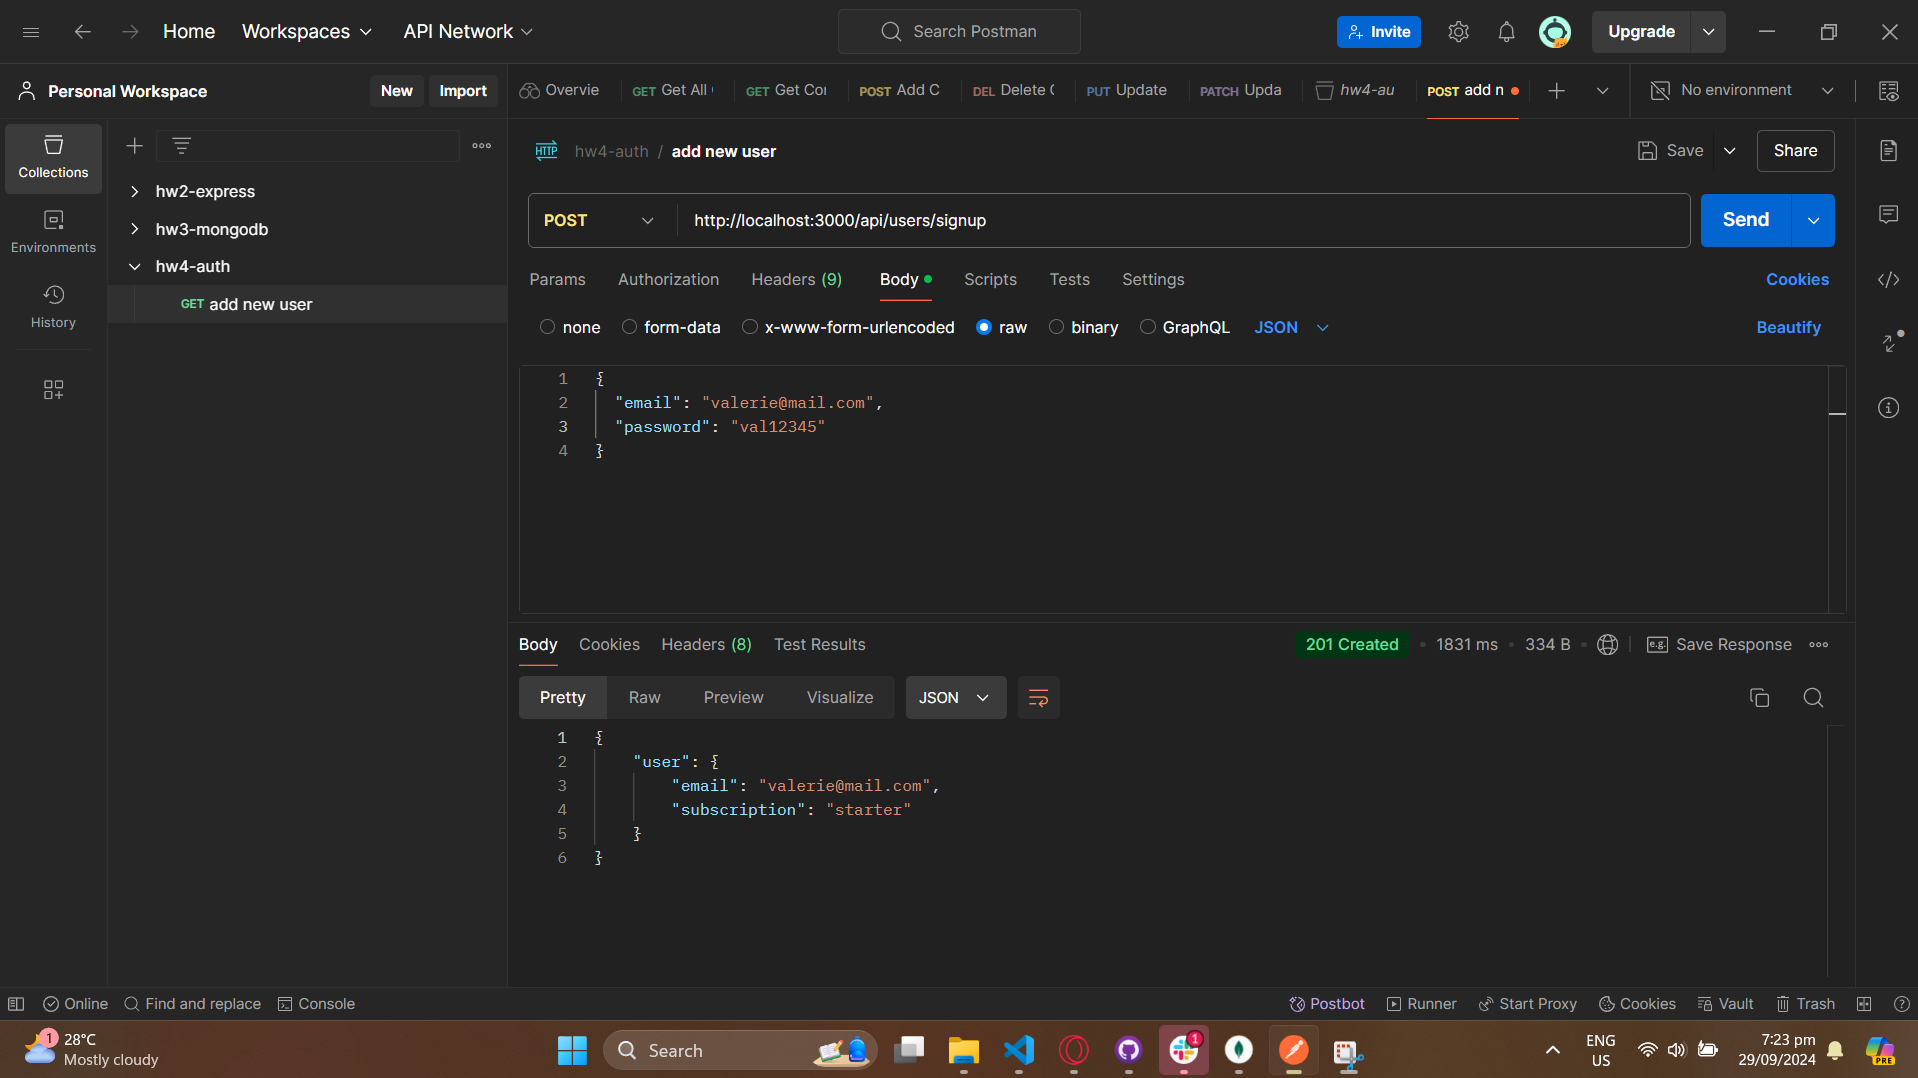 Home Workspaces API Network Search Postman Invite Upgrade
Personal Workspace New Import Overvie GET Get All GET Get Cor POST Add C DEL Delete C PUT Update PATCH Upda hw4-au POST add n No environment
Collections
Environments
History
hw2-express
hw3-mongodb
hw4-auth
GET add new user
HTTP hw4-auth / add new user Save Share
POST http://localhost:3000/api/users/signup Send
Params Authorization Headers (9) Body Scripts Tests Settings Cookies
none form-data x-www-form-urlencoded raw binary GraphQL JSON Beautify
1 {
2 "email": "valerie@mail.com",
3 "password": "val12345"
4 }
Body Cookies Headers (8) Test Results 201 Created 1831 ms 334 B e.g. Save Response
Pretty Raw Preview Visualize JSON
1 {
2 "user": {
3 "email": "valerie@mail.com",
4 "subscription": "starter"
5 }
6 }
Online Find and replace Console Postbot Runner Start Proxy Cookies Vault Trash
1 28°C
Mostly cloudy
Search
1
ENG
US
7:23 pm
29/09/2024
PRE